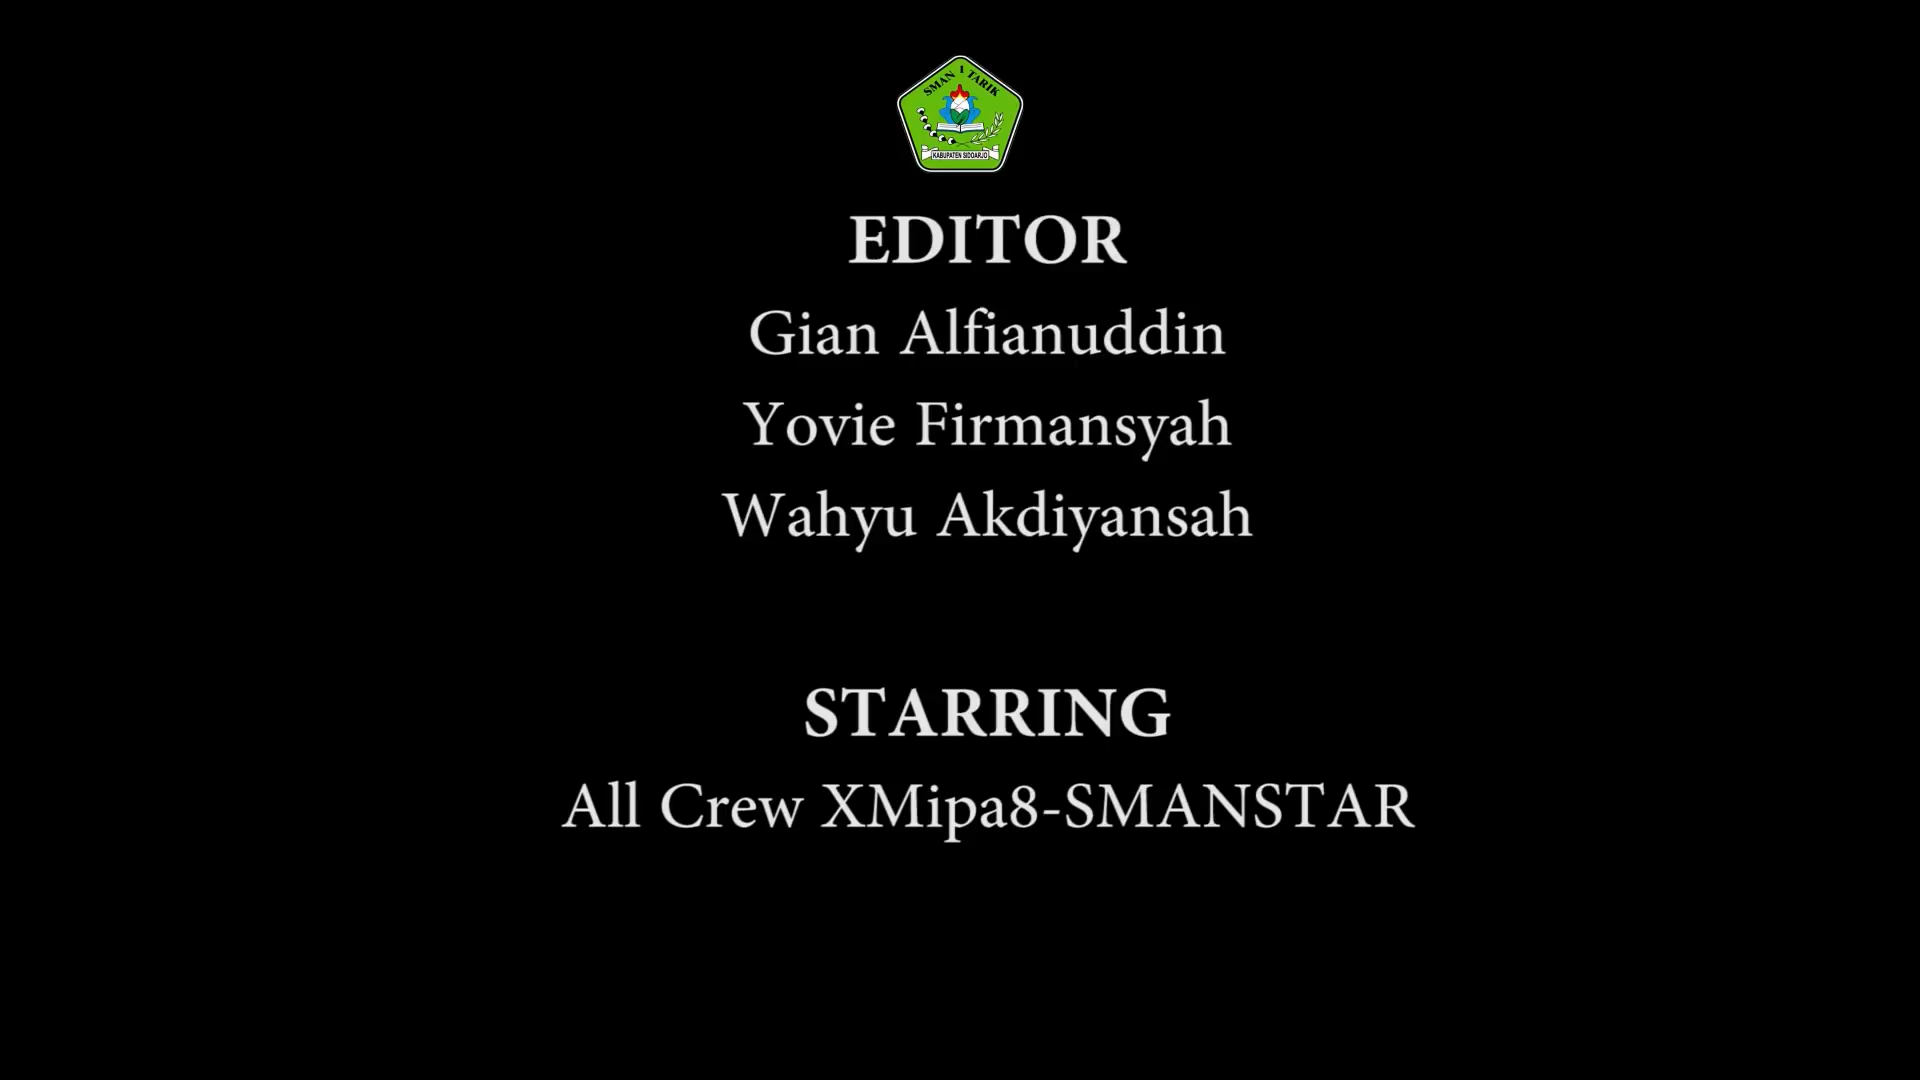 SMAN 1 TARIK
KABUPATEN SIDOARJO
EDITOR
Gian Alfianuddin
Yovie Firmansyah
Wahyu Akdiyansah
STARRING
All Crew XMipa8-SMANSTAR